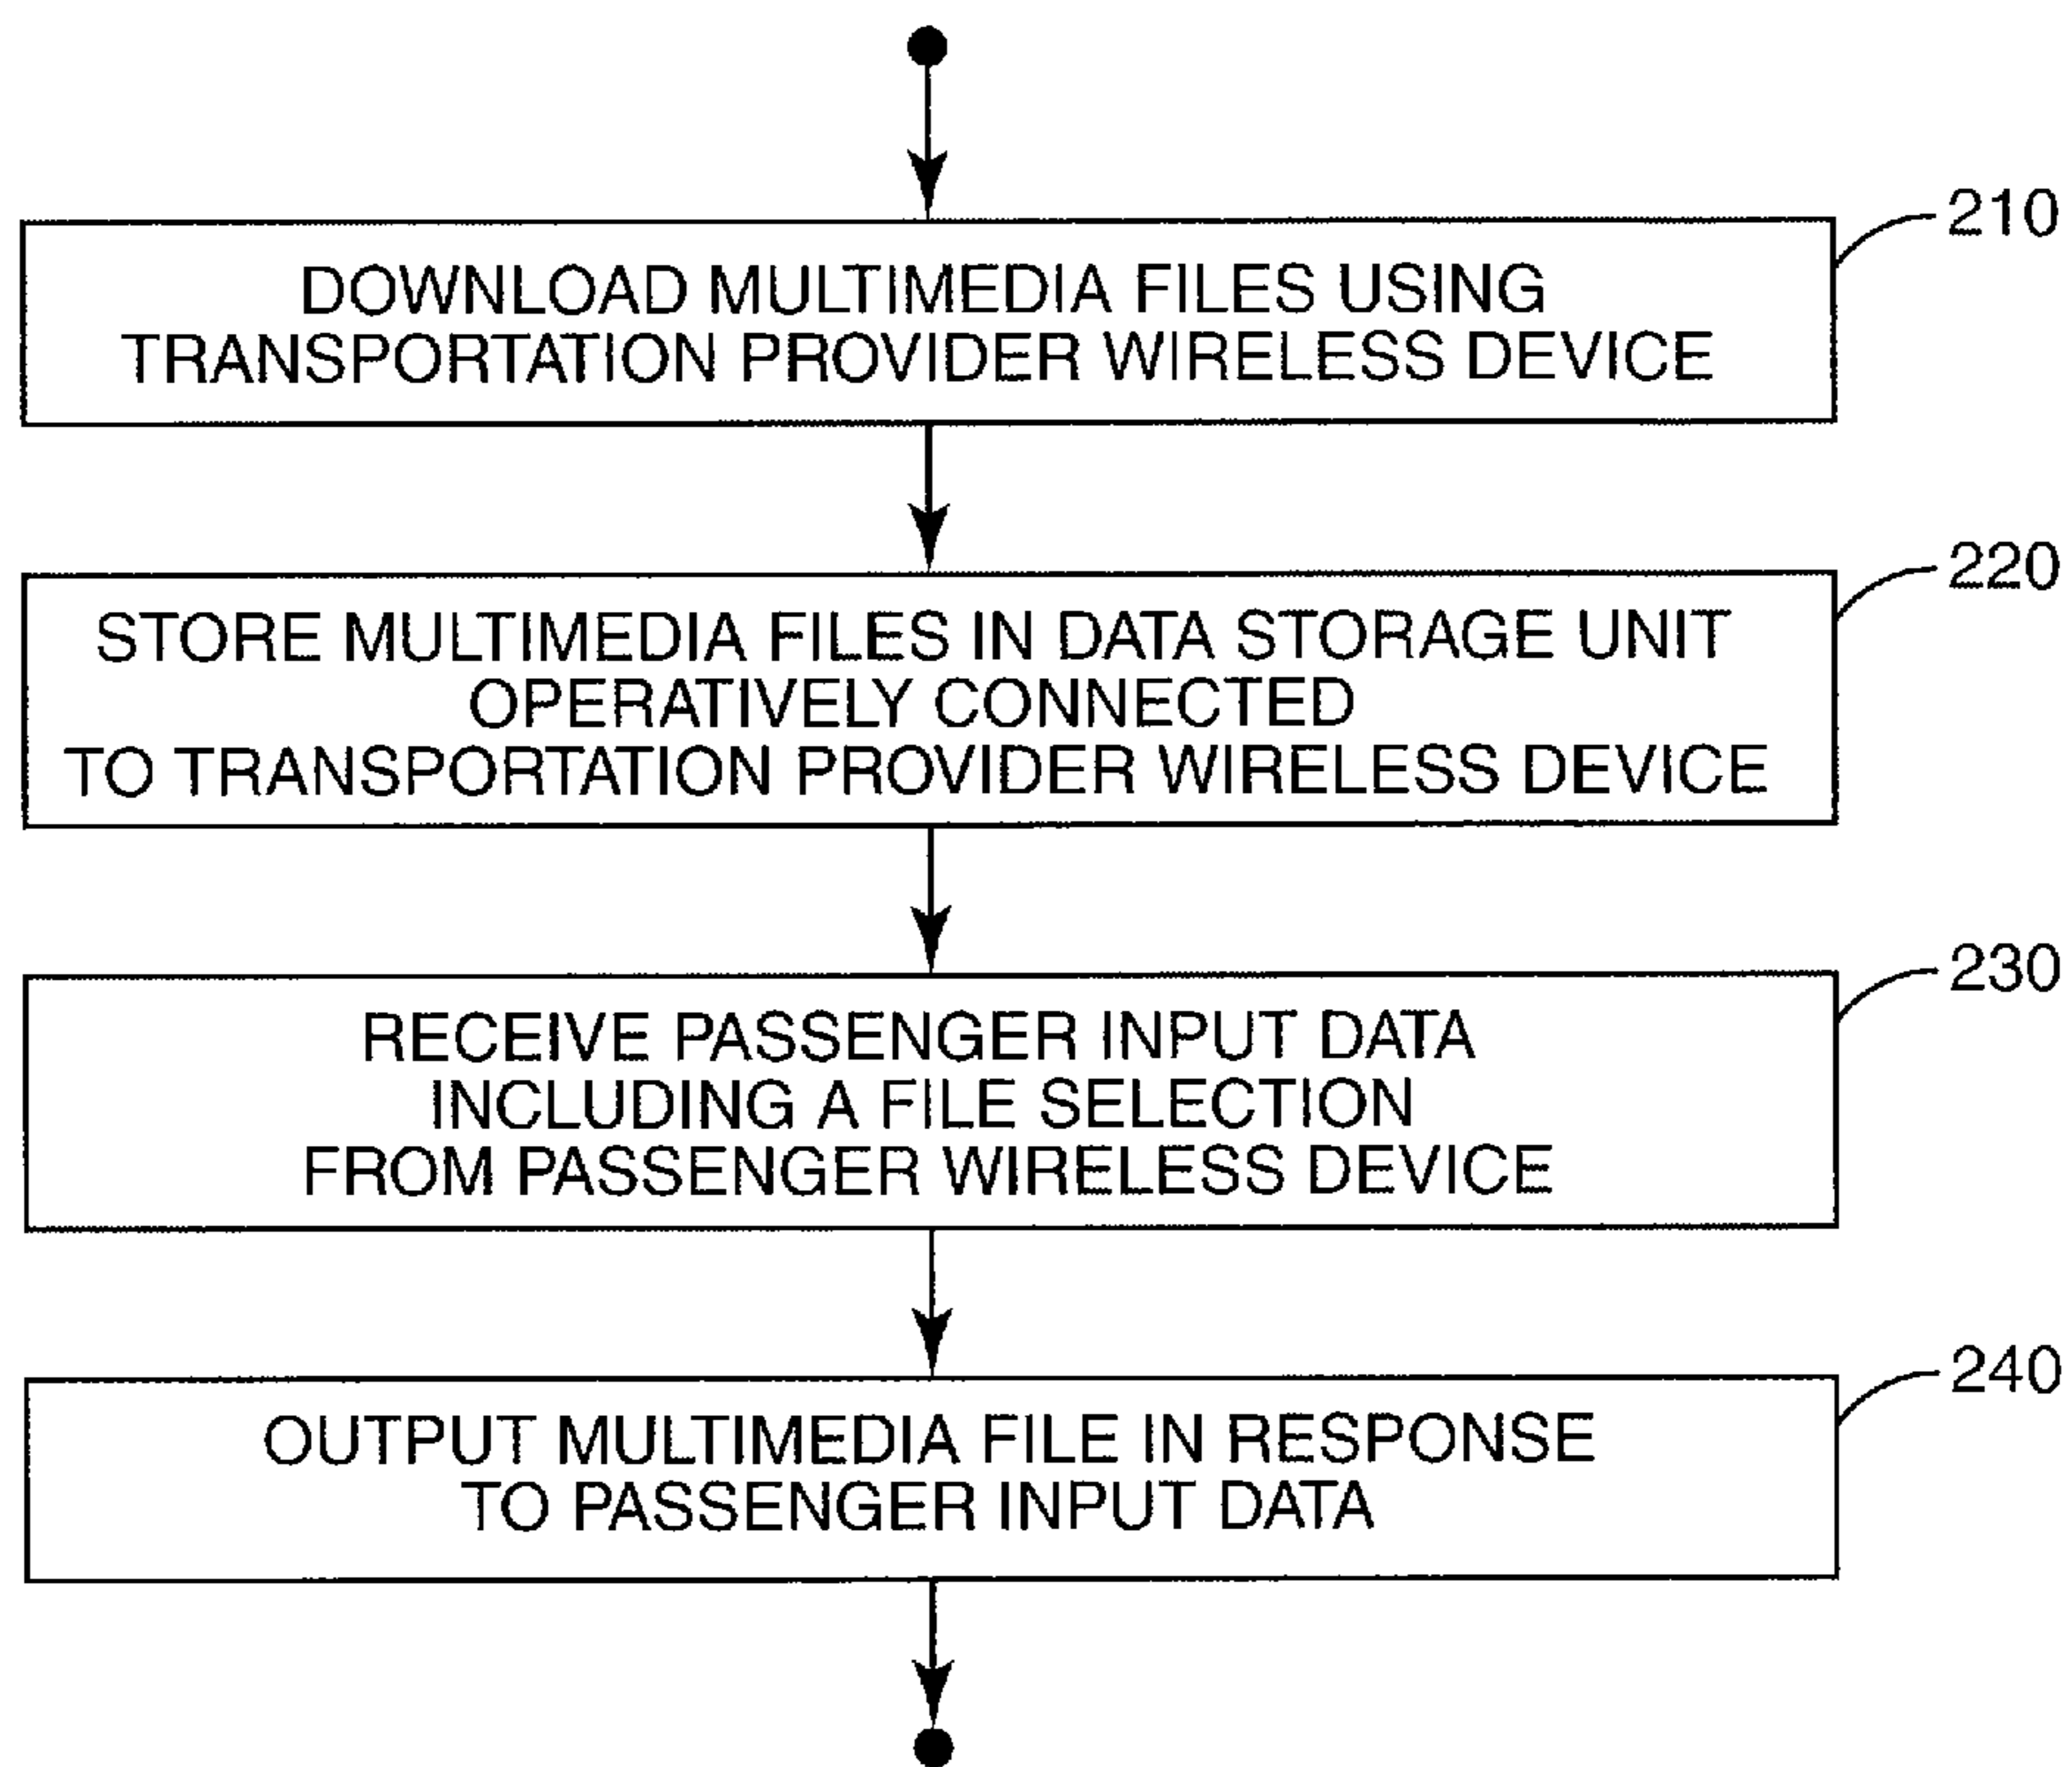 210
DOWNLOAD MULTIMEDIA FILES USING
TRANSPORTATION PROVIDER WIRELESS DEVICE
220
STORE MULTIMEDIA FILES IN DATA STORAGE UNIT
OPERATIVELY CONNECTED
TO TRANSPORTATION PROVIDER WIRELESS DEVICE
230
RECEIVE PASSENGER INPUT DATA
INCLUDING A FILE SELECTION
FROM PASSENGER WIRELESS DEVICE
240
OUTPUT MULTIMEDIA FILE IN RESPONSE
TO PASSENGER INPUT DATA